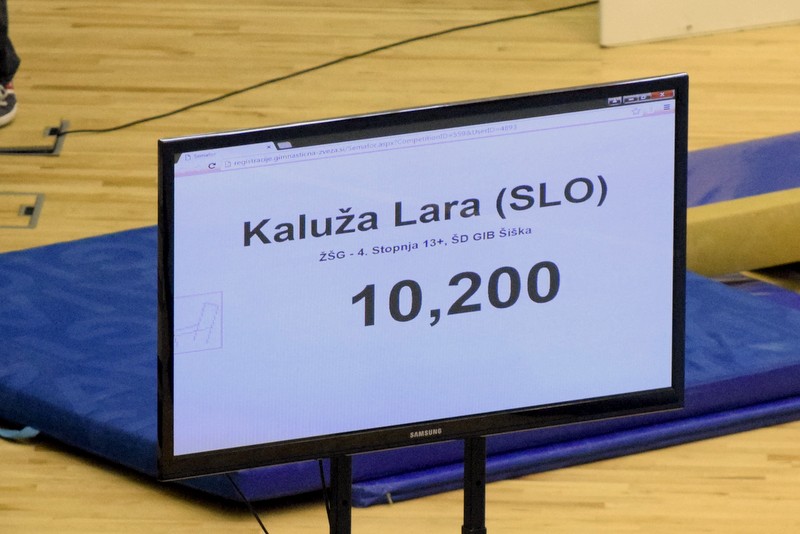 Kaluža Lara (SLO)
ŽŠG - 4. Stopnja 13+, ŠD GIB Šiška
10,200
SAMSUNG